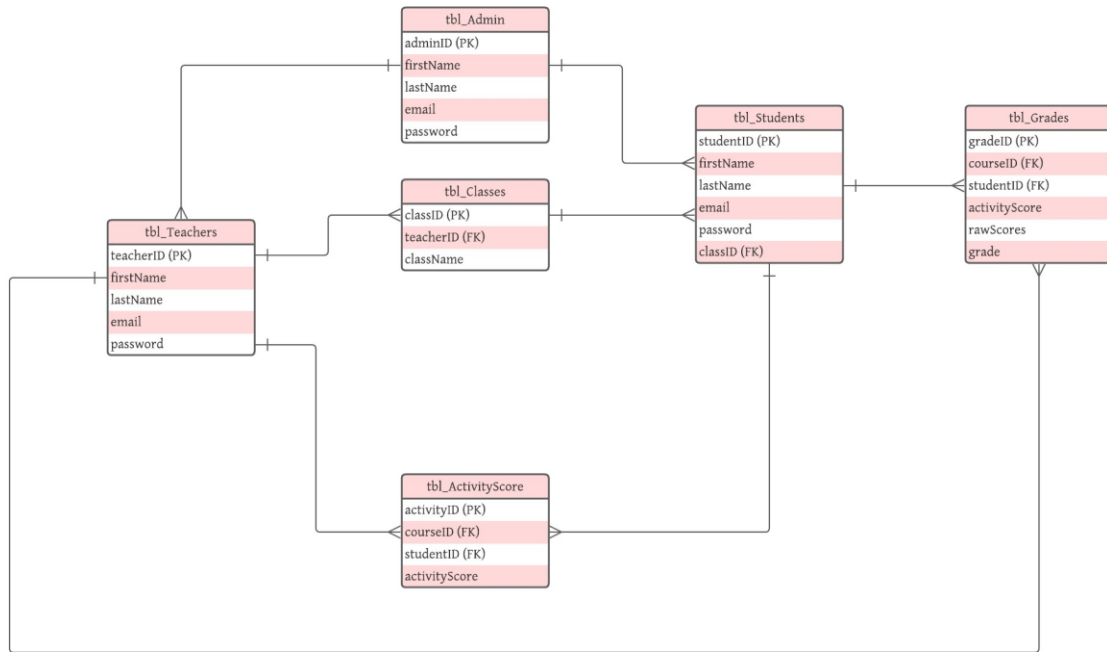 tbl_Admin
adminID (PK)
firstName
lastName
email
password
tbl_Students
studentID (PK)
firstName
lastName
email
password
classID (FK)
tbl_Grades
gradeID (PK)
courseID (FK)
studentID (FK)
activityScore
rawScores
grade
tbl_Classes
classID (PK)
teacherID (FK)
className
tbl_Teachers
teacherID (PK)
firstName
lastName
email
password
tbl_ActivityScore
activityID (PK)
courseID (FK)
studentID (FK)
activityScore